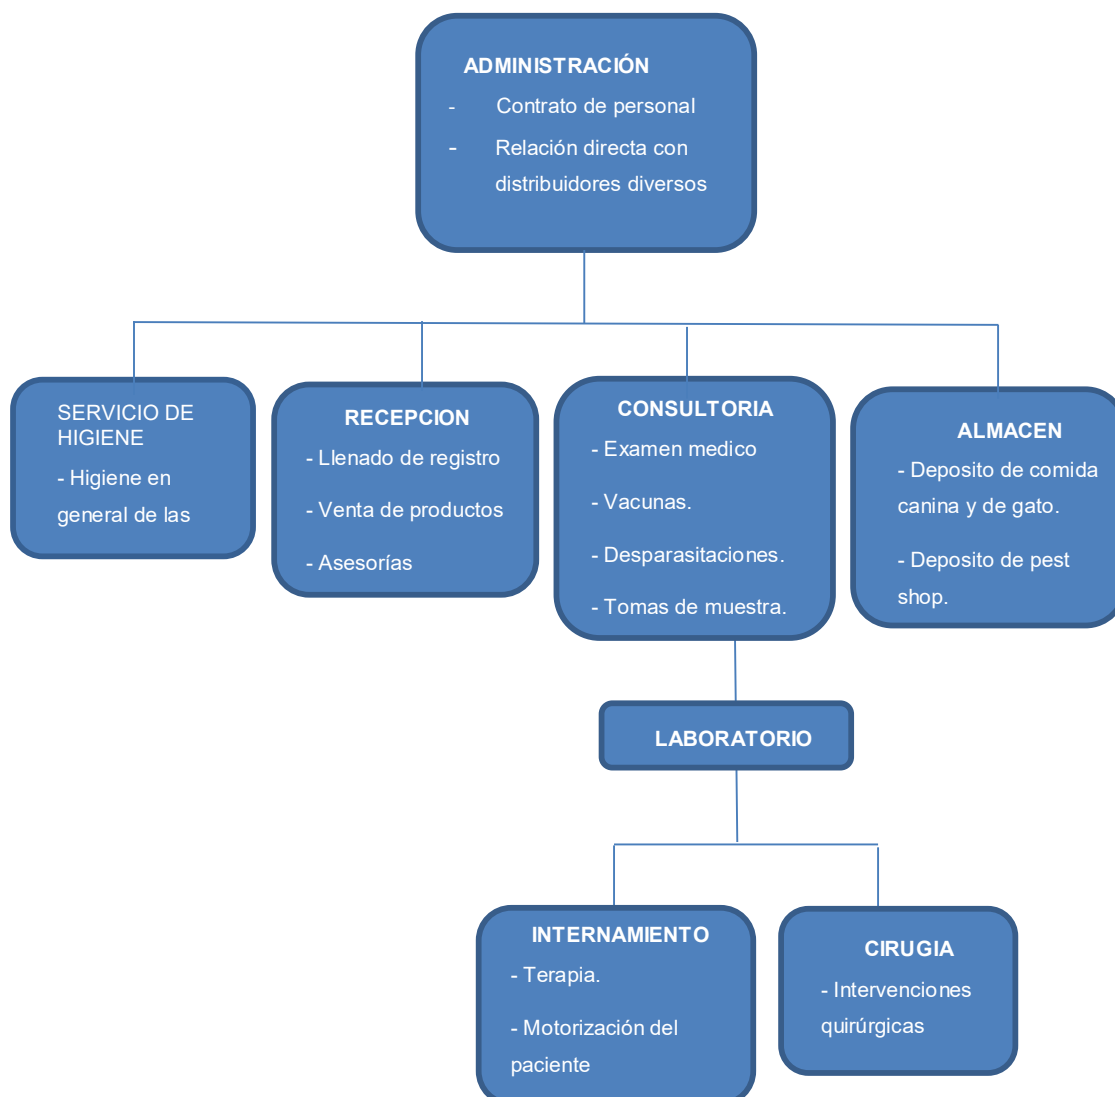 ADMINISTRACIÓN
- Contrato de personal
- Relación directa con
distribuidores diversos
SERVICIO DE
HIGIENE
- Higiene en
general de las
RECEPCION
- Llenado de registro
- Venta de productos
- Asesorías
CONSULTORIA
- Examen medico
- Vacunas.
- Desparasitaciones.
- Tomas de muestra.
ALMACEN
- Deposito de comida
canina y de gato.
- Deposito de pest
shop.
LABORATORIO
INTERNAMIENTO
- Terapia.
- Motorización del
paciente
CIRUGIA
- Intervenciones
quirúrgicas